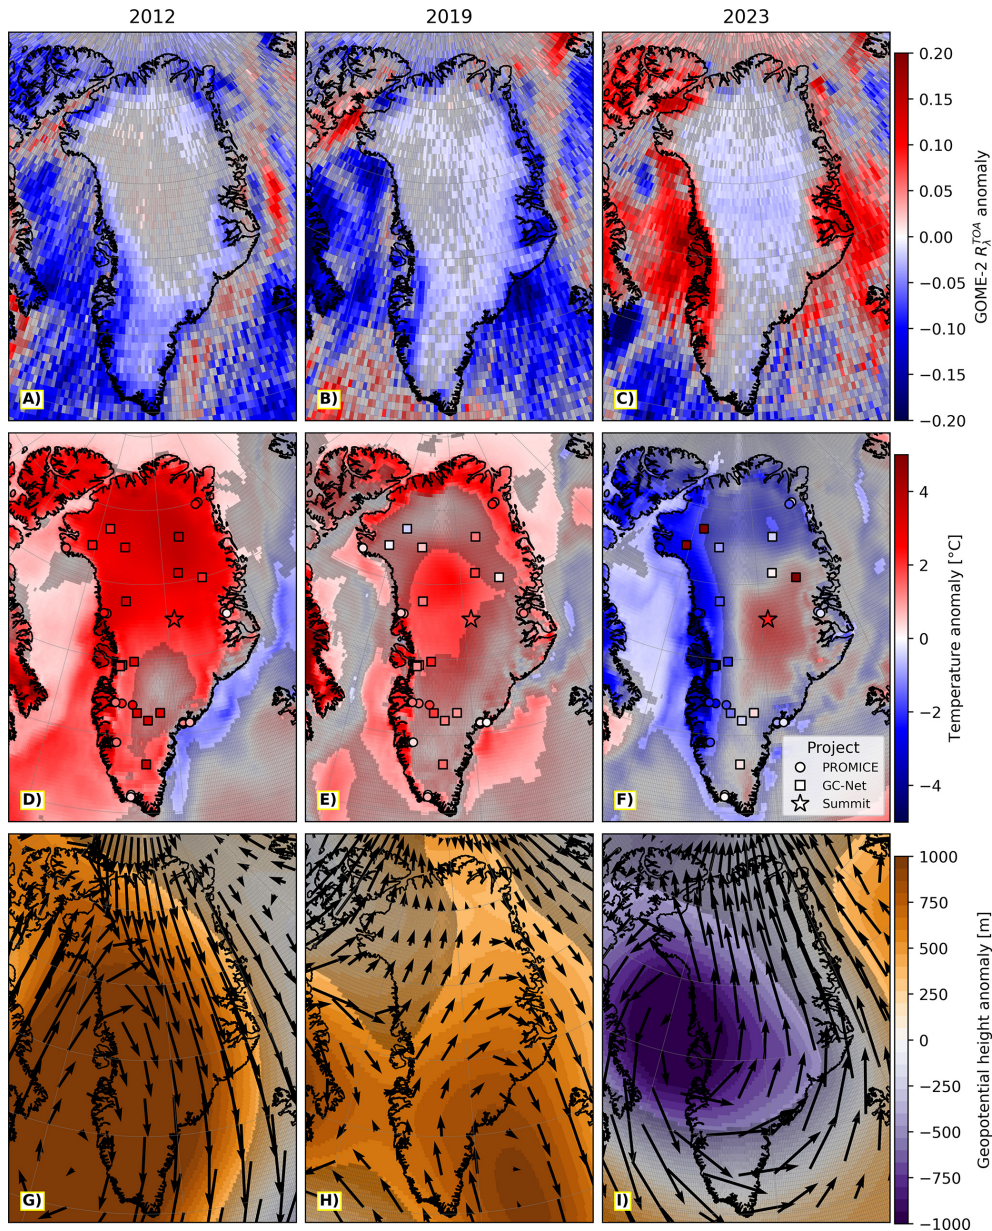 2012 2019 2023
A) B) C)
0.20
0.15
0.10
0.05
0.00
−0.05
−0.10
−0.15
−0.20
GOME-2 R_λ^TOA anomaly
D) E) F)
Project
PROMICE
GC-Net
Summit
4
2
0
−2
−4
Temperature anomaly [°C]
G) H) I)
1000
750
500
250
0
−250
−500
−750
−1000
Geopotential height anomaly [m]